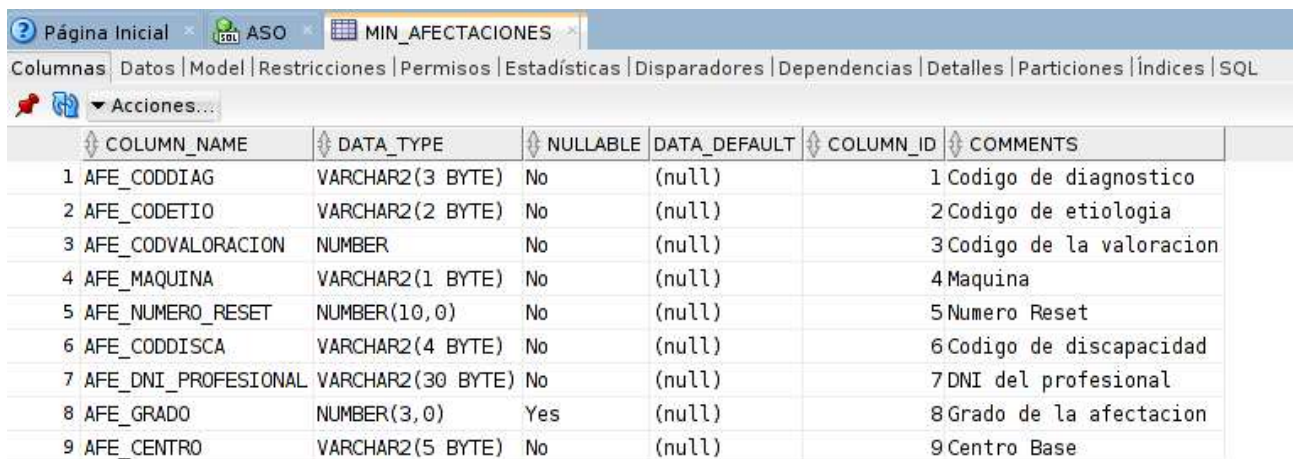 Página Inicial ASO MIN_AFECTACIONES
Columnas Datos | Model | Restricciones | Permisos | Estadísticas | Disparadores | Dependencias | Detalles | Particiones | Índices | SQL
Acciones...
COLUMN_NAME DATA_TYPE NULLABLE DATA_DEFAULT COLUMN_ID COMMENTS
1 AFE_CODDIAG VARCHAR2(3 BYTE) No (null) 1 Codigo de diagnostico
2 AFE_CODETIO VARCHAR2(2 BYTE) No (null) 2 Codigo de etiologia
3 AFE_CODVALORACION NUMBER No (null) 3 Codigo de la valoracion
4 AFE_MAQUINA VARCHAR2(1 BYTE) No (null) 4 Maquina
5 AFE_NUMERO_RESET NUMBER(10,0) No (null) 5 Numero Reset
6 AFE_CODDISCA VARCHAR2(4 BYTE) No (null) 6 Codigo de discapacidad
7 AFE_DNI_PROFESIONAL VARCHAR2(30 BYTE) No (null) 7 DNI del profesional
8 AFE_GRADO NUMBER(3,0) Yes (null) 8 Grado de la afectacion
9 AFE_CENTRO VARCHAR2(5 BYTE) No (null) 9 Centro Base